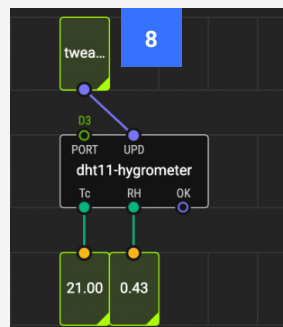 8
twea...
D3
PORT UPD
dht11-hygrometer
Tc RH OK
21.00 0.43